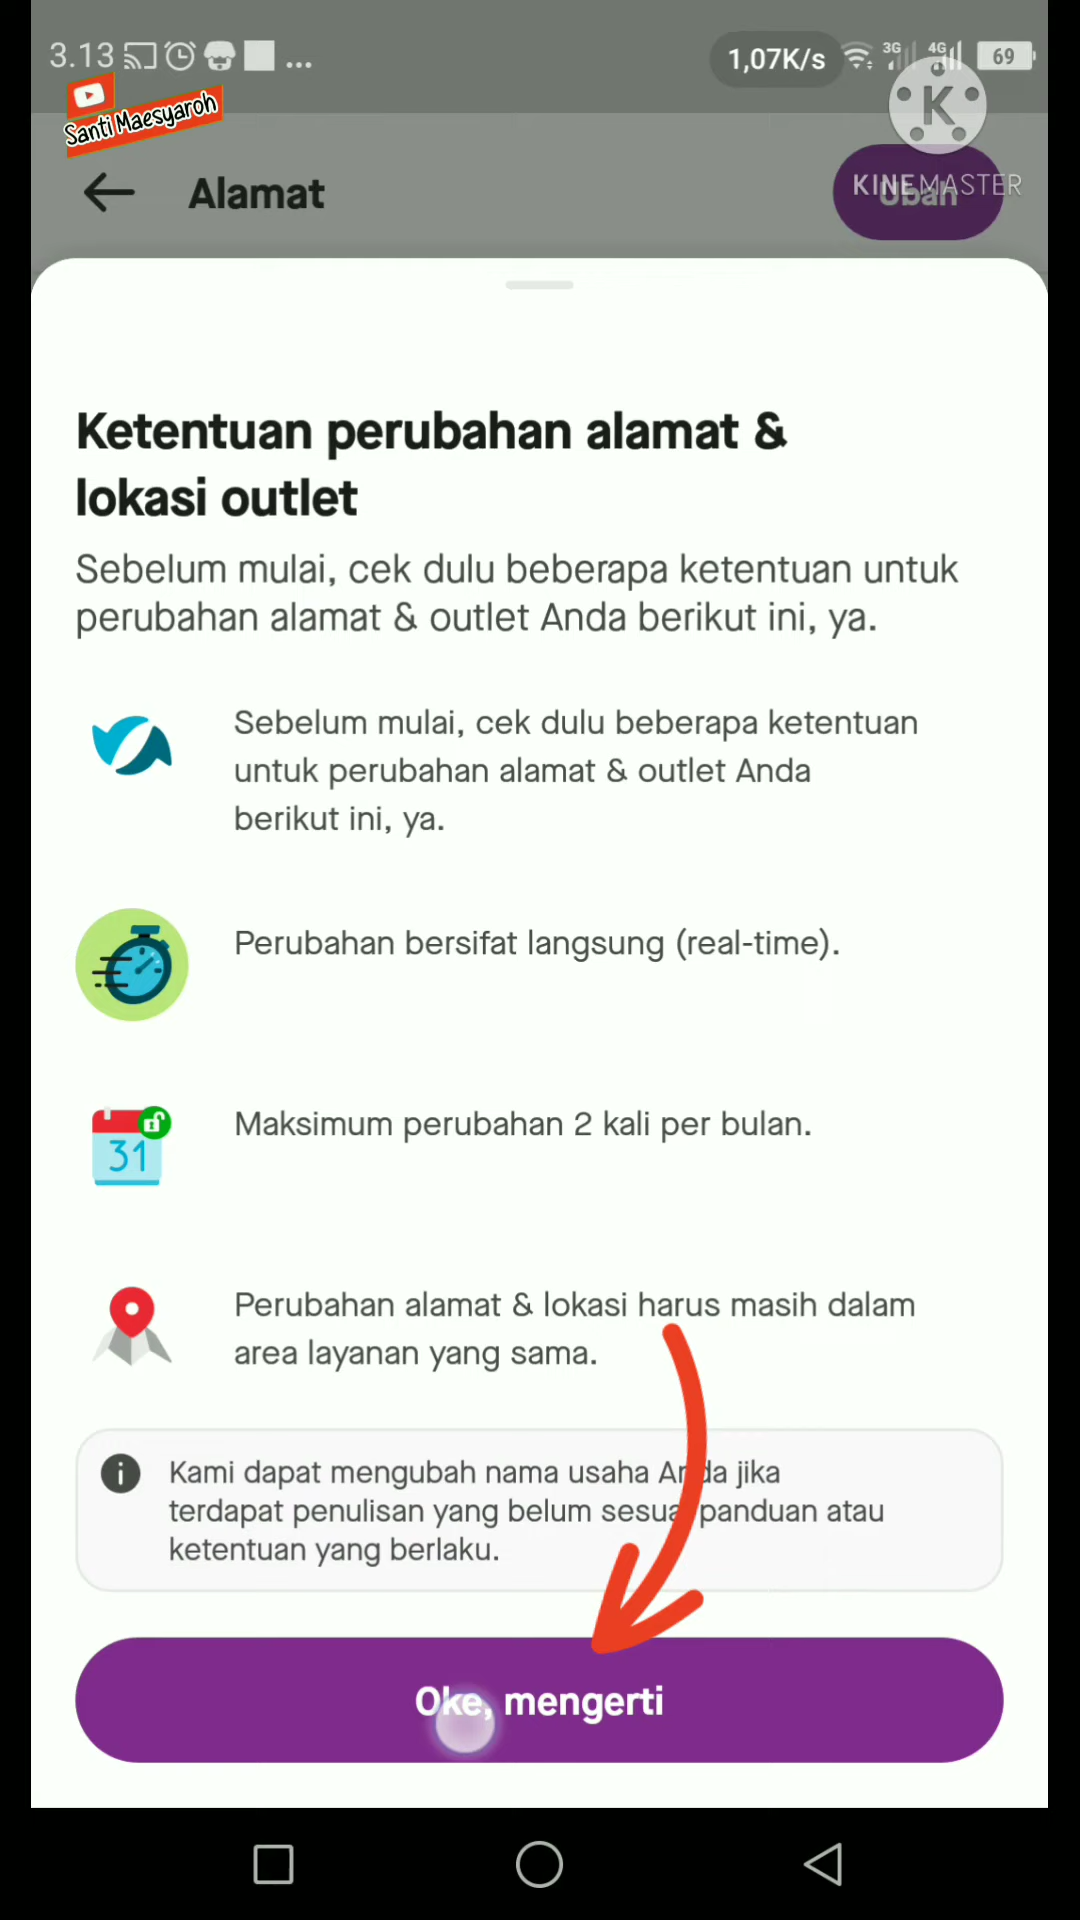 3.13
1,07K/s
3G
4G
69
Santi Maesyaroh
K
KINEMASTER
Alamat
Ubah
Ketentuan perubahan alamat &
lokasi outlet
Sebelum mulai, cek dulu beberapa ketentuan untuk
perubahan alamat & outlet Anda berikut ini, ya.
Sebelum mulai, cek dulu beberapa ketentuan
untuk perubahan alamat & outlet Anda
berikut ini, ya.
Perubahan bersifat langsung (real-time).
31
Maksimum perubahan 2 kali per bulan.
Perubahan alamat & lokasi harus masih dalam
area layanan yang sama.
Kami dapat mengubah nama usaha Anda jika
terdapat penulisan yang belum sesuai panduan atau
ketentuan yang berlaku.
Oke, mengerti